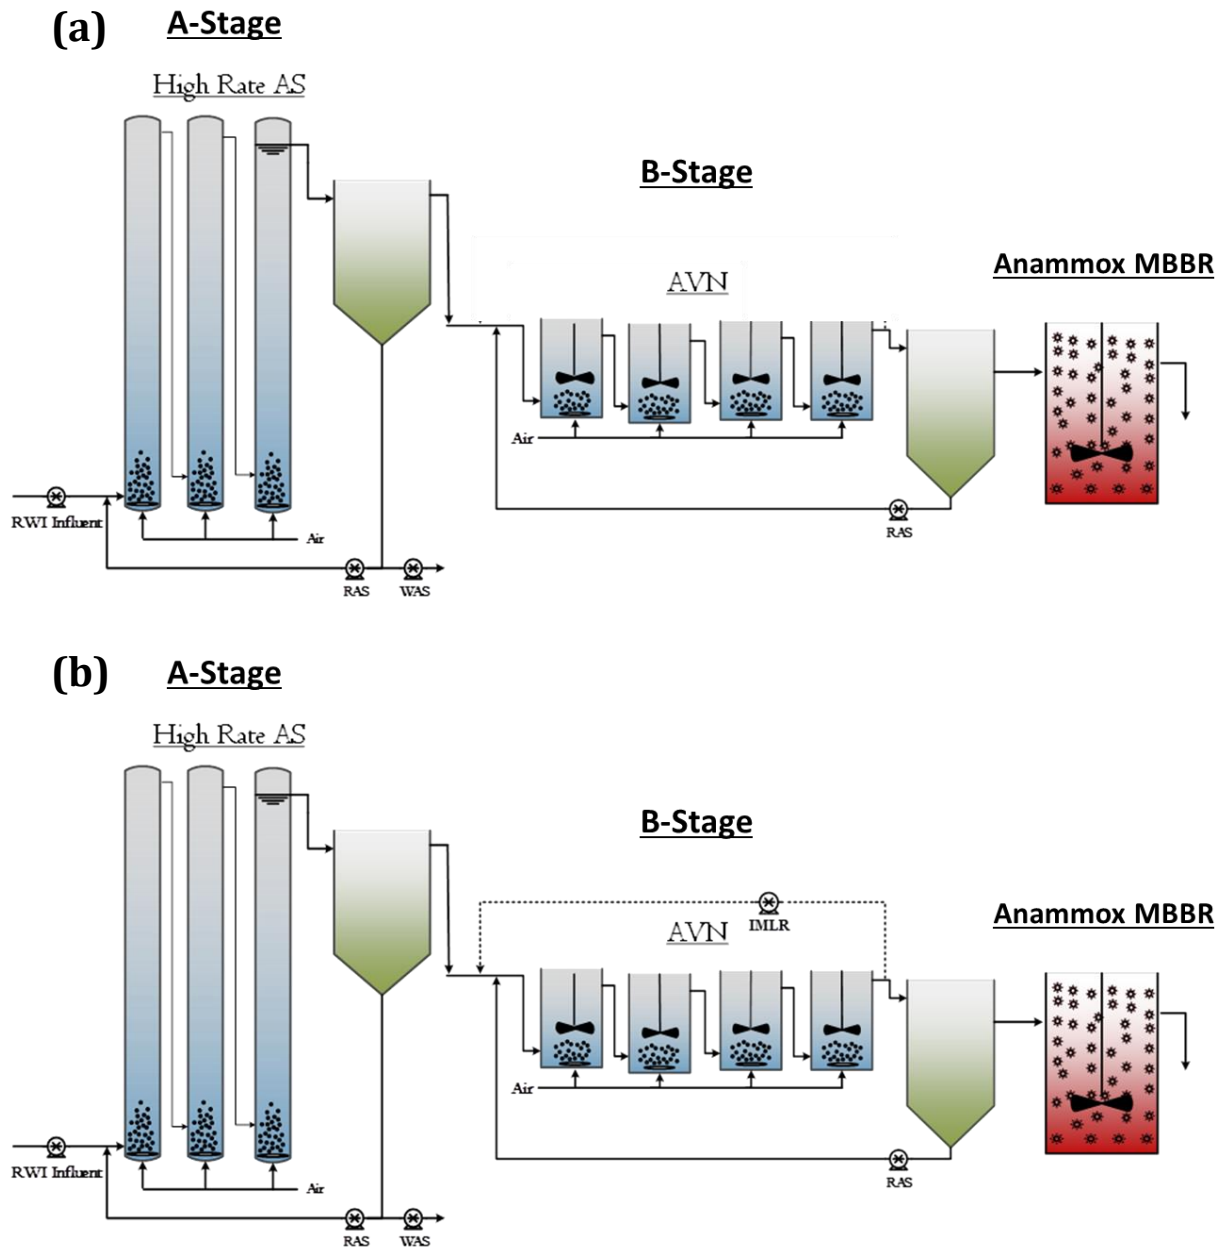 (a)
A-Stage
High Rate AS
B-Stage
AVN
Anammox MBBR
Air
RWI Influent
Air
RAS
RAS
WAS
(b)
A-Stage
High Rate AS
B-Stage
IMLR
AVN
Anammox MBBR
Air
RWI Influent
Air
RAS
RAS
WAS